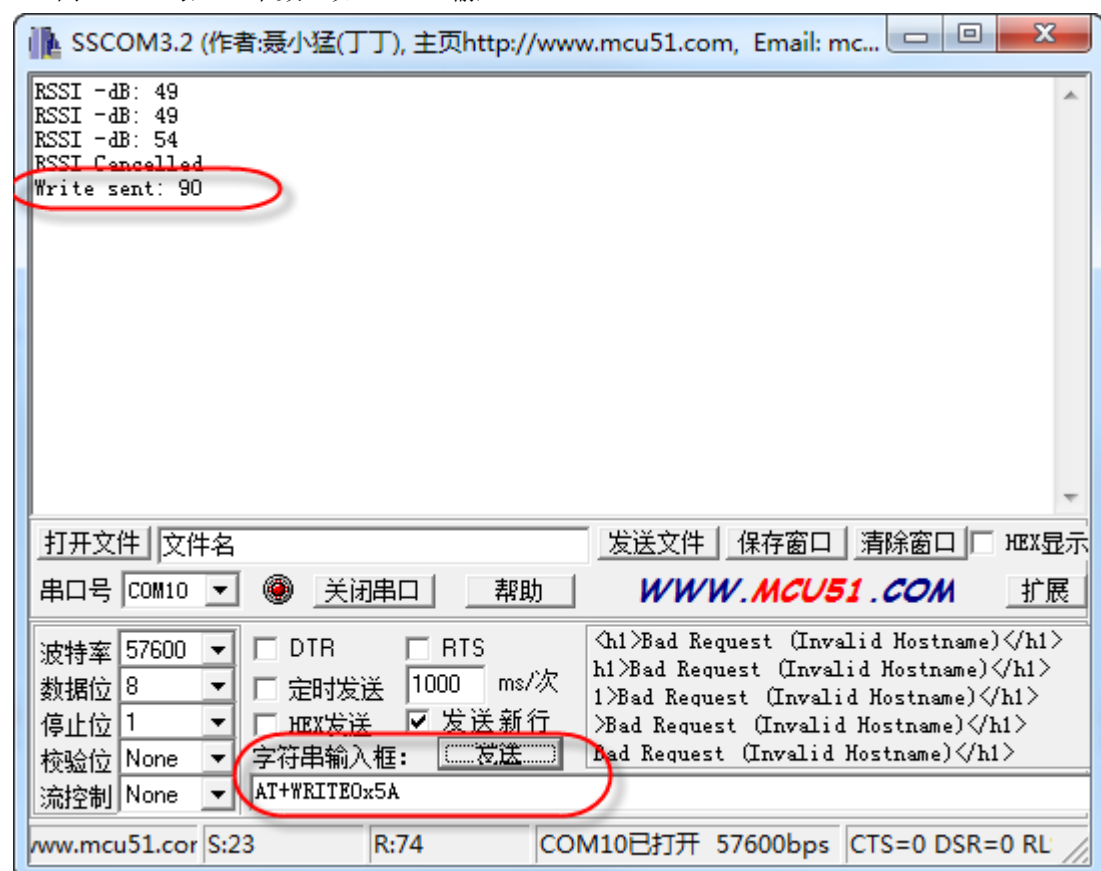 SSCOM3.2 (作者:聂小猛(丁丁), 主页http://www.mcu51.com, Email: mc...
RSSI -dB: 49
RSSI -dB: 49
RSSI -dB: 54
RSSI Cancelled
Write sent: 90
打开文件 文件名 发送文件 保存窗口 清除窗口 HEX显示
串口号 COM10 关闭串口 帮助 WWW.MCU51.COM 扩展
波特率 57600 DTR RTS
数据位 8 定时发送 1000 ms/次
停止位 1 HEX发送 发送新行
校验位 None 字符串输入框: 发送
流控制 None AT+WRITE0x5A
<h1>Bad Request (Invalid Hostname)</h1>
h1>Bad Request (Invalid Hostname)</h1>
1>Bad Request (Invalid Hostname)</h1>
>Bad Request (Invalid Hostname)</h1>
Bad Request (Invalid Hostname)</h1>
www.mcu51.cor S:23 R:74 COM10已打开 57600bps CTS=0 DSR=0 RL